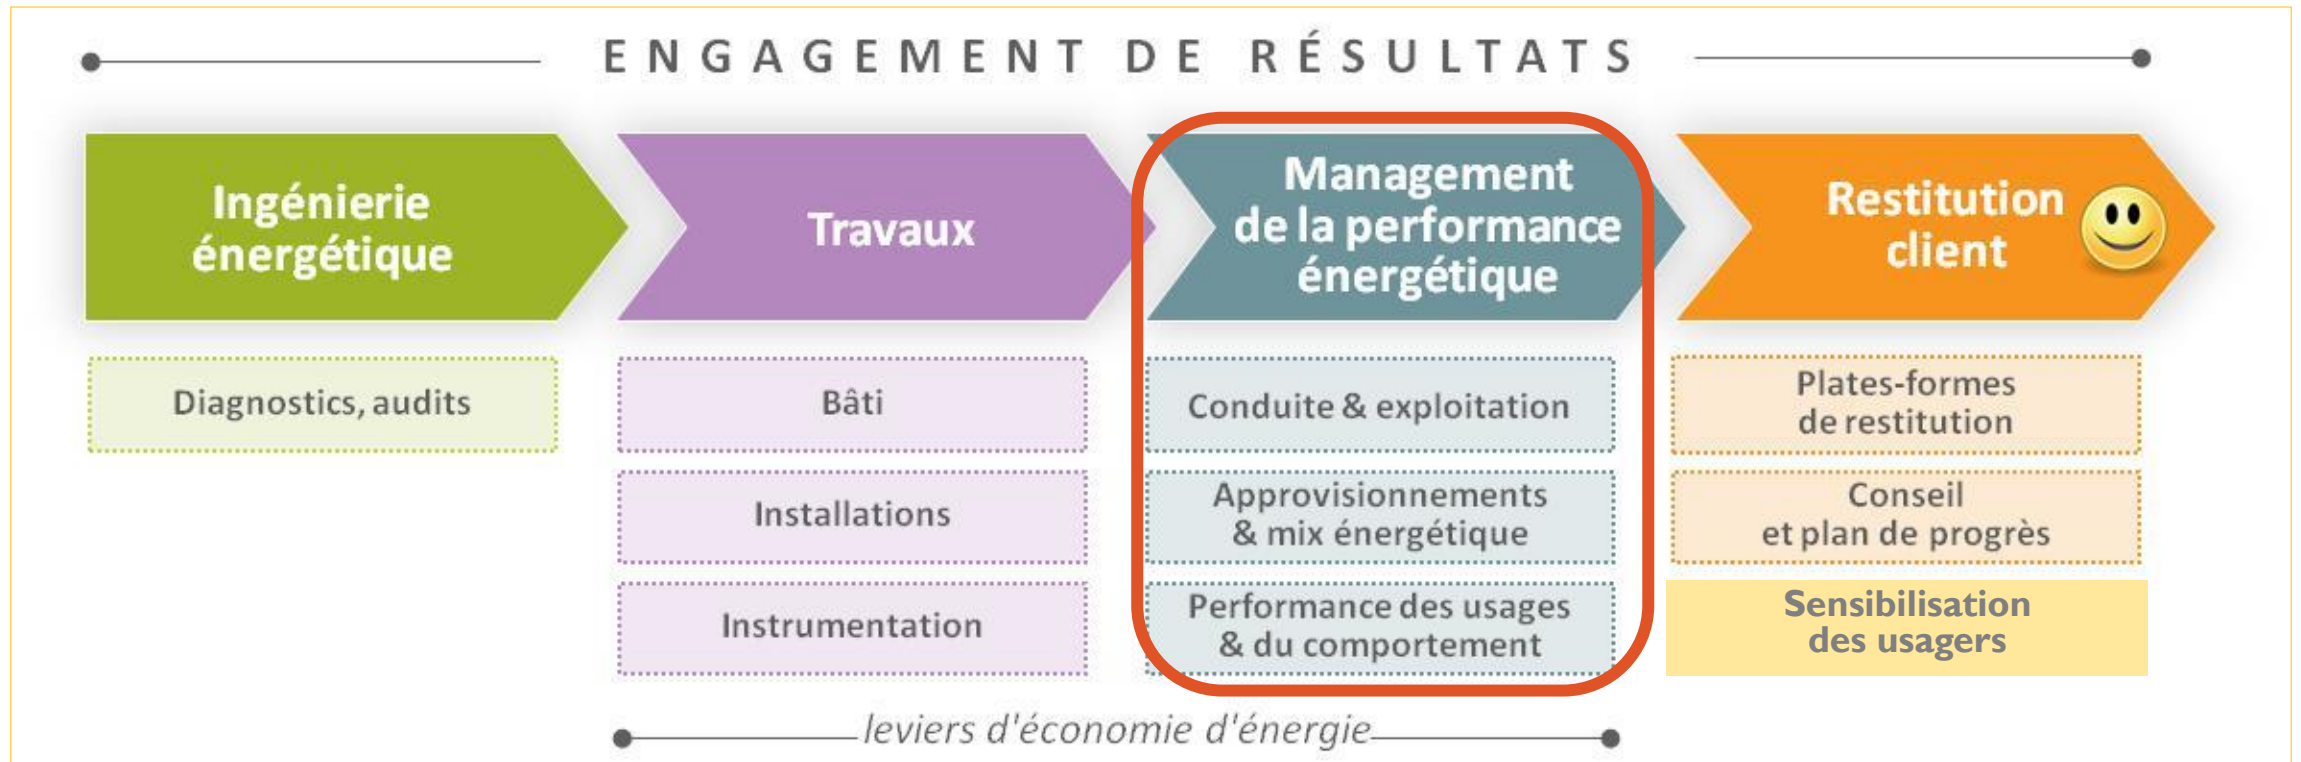 ENGAGEMENT DE RÉSULTATS
Ingénierie
énergétique
Travaux
Management
de la performance
énergétique
Restitution
client
Diagnostics, audits
Bâti
Installations
Instrumentation
Conduite & exploitation
Approvisionnements
& mix énergétique
Performance des usages
& du comportement
Plates-formes
de restitution
Conseil
et plan de progrès
Sensibilisation
des usagers
leviers d'économie d'énergie